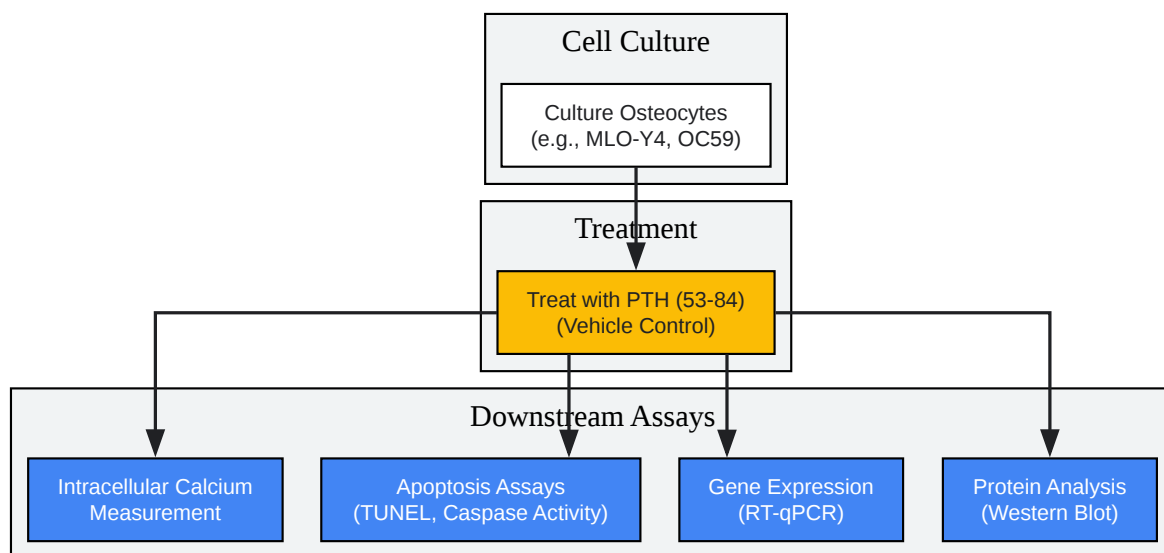 Cell Culture
Culture Osteocytes
(e.g., MLO-Y4, OC59)
Treatment
Treat with PTH (53-84)
(Vehicle Control)
Downstream Assays
Intracellular Calcium
Measurement
Apoptosis Assays
(TUNEL, Caspase Activity)
Gene Expression
(RT-qPCR)
Protein Analysis
(Western Blot)